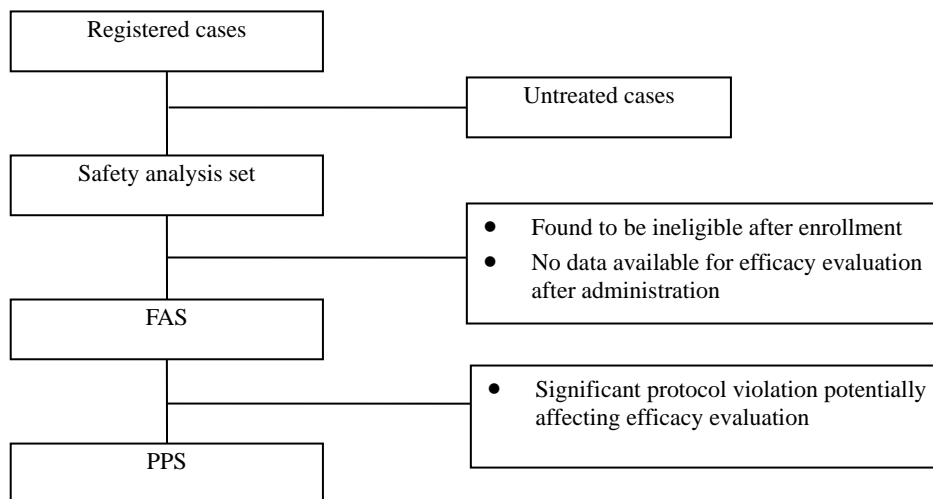 Registered cases
Untreated cases
Safety analysis set
● Found to be ineligible after enrollment
● No data available for efficacy evaluation
after administration
FAS
● Significant protocol violation potentially
affecting efficacy evaluation
PPS